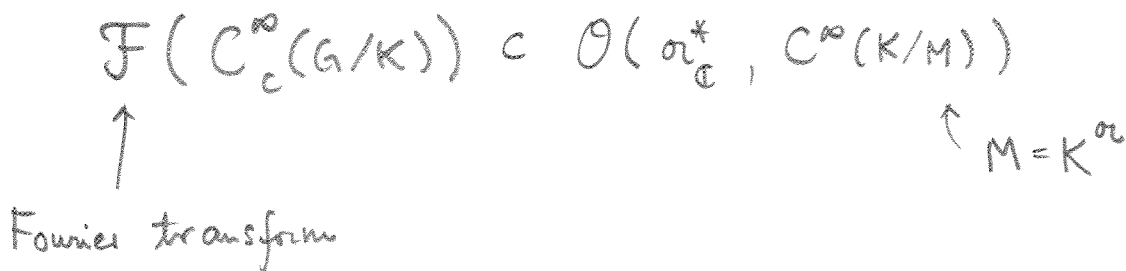 ℱ( C_c^∞(G/K)) ⊂ 𝒪(𝔞_ℂ^*, C^∞(K/M))
↑ ↑ M = K^𝔞
Fourier transform